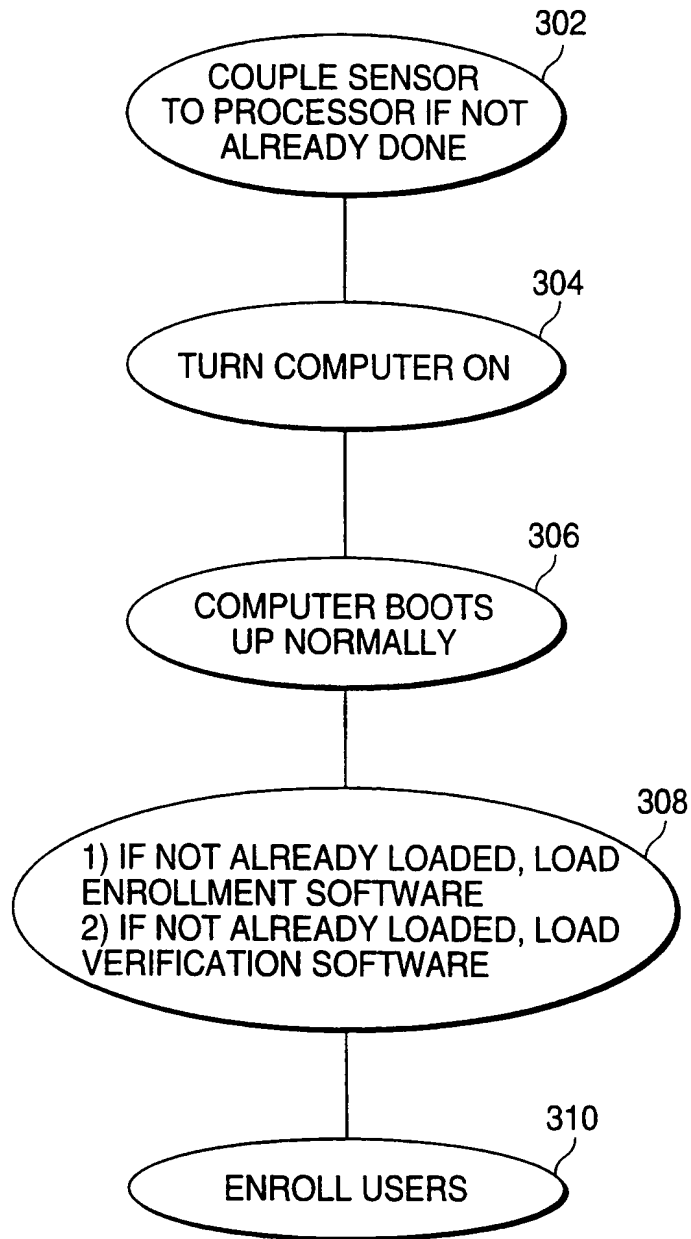 302
COUPLE SENSOR
TO PROCESSOR IF NOT
ALREADY DONE
304
TURN COMPUTER ON
306
COMPUTER BOOTS
UP NORMALLY
308
1) IF NOT ALREADY LOADED, LOAD
ENROLLMENT SOFTWARE
2) IF NOT ALREADY LOADED, LOAD
VERIFICATION SOFTWARE
310
ENROLL USERS